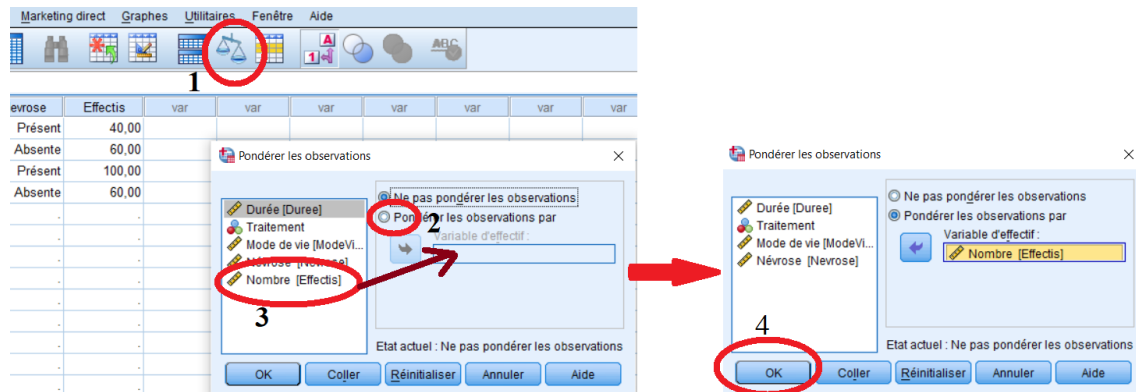 Marketing direct Graphes Utilitaires Fenêtre Aide
A
1
ABC
1
evrose Effectis var var var var var var var
Présent 40,00
Absente 60,00
Présent 100,00
Absente 60,00
Pondérer les observations
Durée [Duree]
Traitement
Mode de vie [ModeVi...
Névrose [Nevrose]
Nombre [Effectis]
3
Ne pas pondérer les observations
Pondérer les observations par
2
Variable d'effectif :
Etat actuel : Ne pas pondérer les observations
OK Coller Réinitialiser Annuler Aide
Pondérer les observations
Durée [Duree]
Traitement
Mode de vie [ModeVi...
Névrose [Nevrose]
Ne pas pondérer les observations
Pondérer les observations par
Variable d'effectif :
Nombre [Effectis]
4
Etat actuel : Ne pas pondérer les observations
OK Coller Réinitialiser Annuler Aide